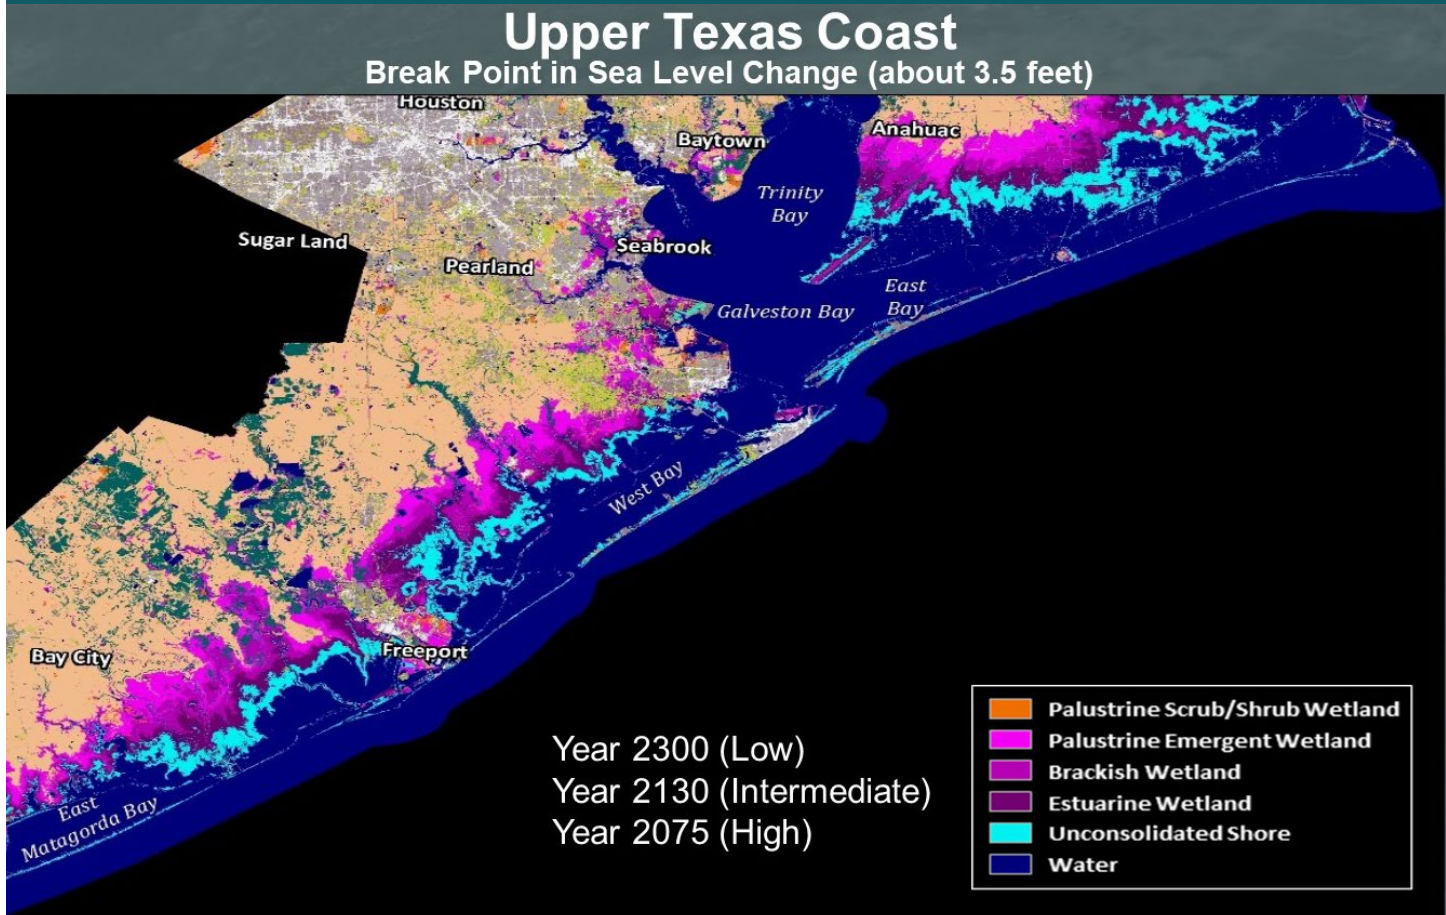 Upper Texas Coast
Break Point in Sea Level Change (about 3.5 feet)
Houston
Baytown
Anahuac
Trinity
Bay
Sugar Land
Seabrook
Pearland
East
Bay
Galveston Bay
West Bay
Freeport
Bay City
East
Matagorda Bay
Year 2300 (Low)
Year 2130 (Intermediate)
Year 2075 (High)
Palustrine Scrub/Shrub Wetland
Palustrine Emergent Wetland
Brackish Wetland
Estuarine Wetland
Unconsolidated Shore
Water